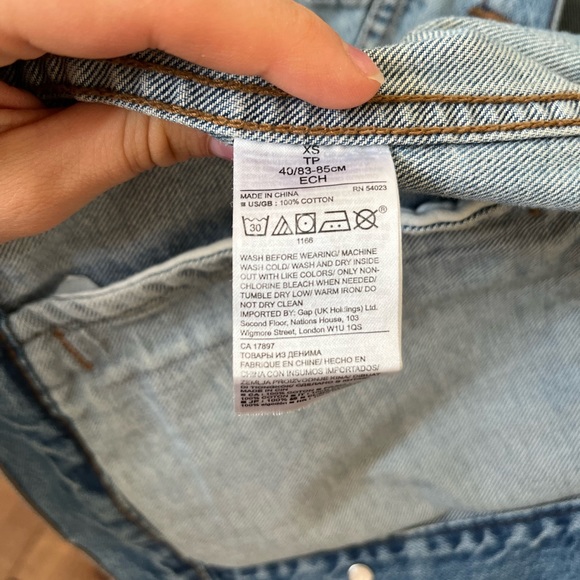 XS
TP
40/83-85CM
ECH
MADE IN CHINA RN 54023
US/GB : 100% COTTON
30 ®
1166
WASH BEFORE WEARING/ MACHINE
WASH COLD/ WASH AND DRY INSIDE
OUT WITH LIKE COLORS/ ONLY NON-
CHLORINE BLEACH WHEN NEEDED/
TUMBLE DRY LOW/ WARM IRON/ DO
NOT DRY CLEAN
IMPORTED BY: Gap (UK Holdings) Ltd.
Second Floor, Nations House, 103
Wigmore Street, London W1U 1QS
CA 17897
ТОВАРЫ ИЗ ДЕНИМА
FABRIQUE EN CHINE/ HECHO EN
CHINA CON INSUMOS IMPORTADOS/